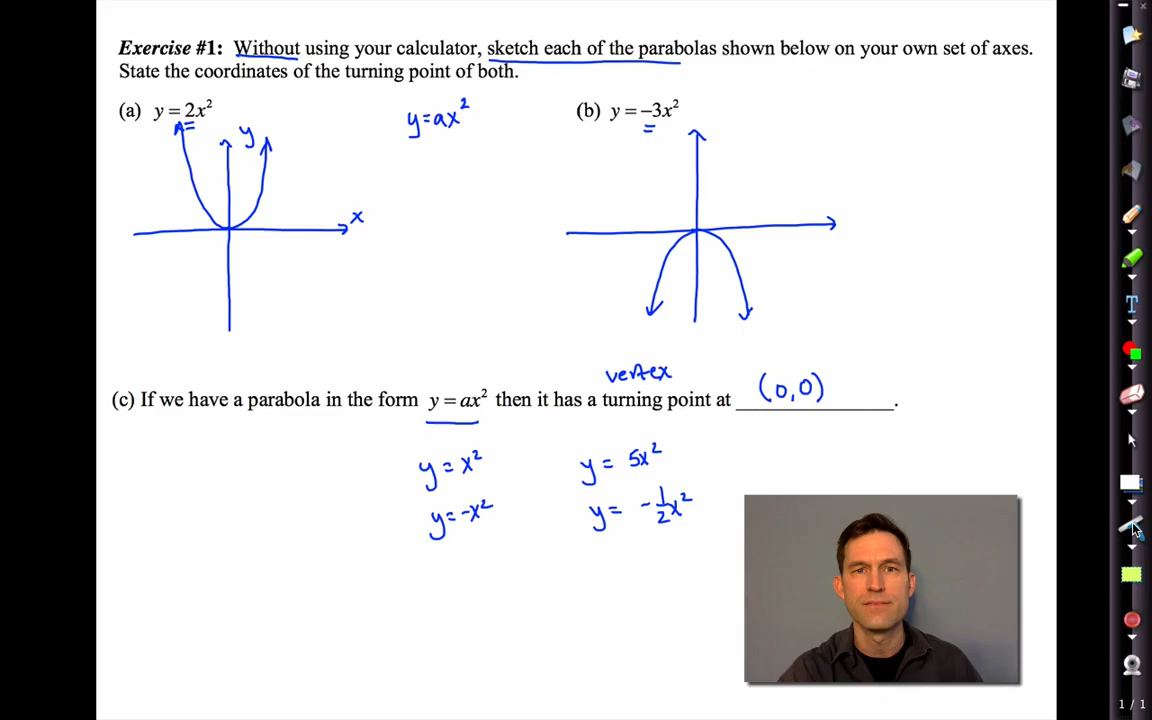 Exercise #1: Without using your calculator, sketch each of the parabolas shown below on your own set of axes.
State the coordinates of the turning point of both.
(a) y = 2x²
y=ax²
(b) y = −3x²
y
x
vertex
(c) If we have a parabola in the form y = ax² then it has a turning point at (0,0).
y = x²
y = 5x²
y=-x²
y= -1/2x²
T
1 / 1